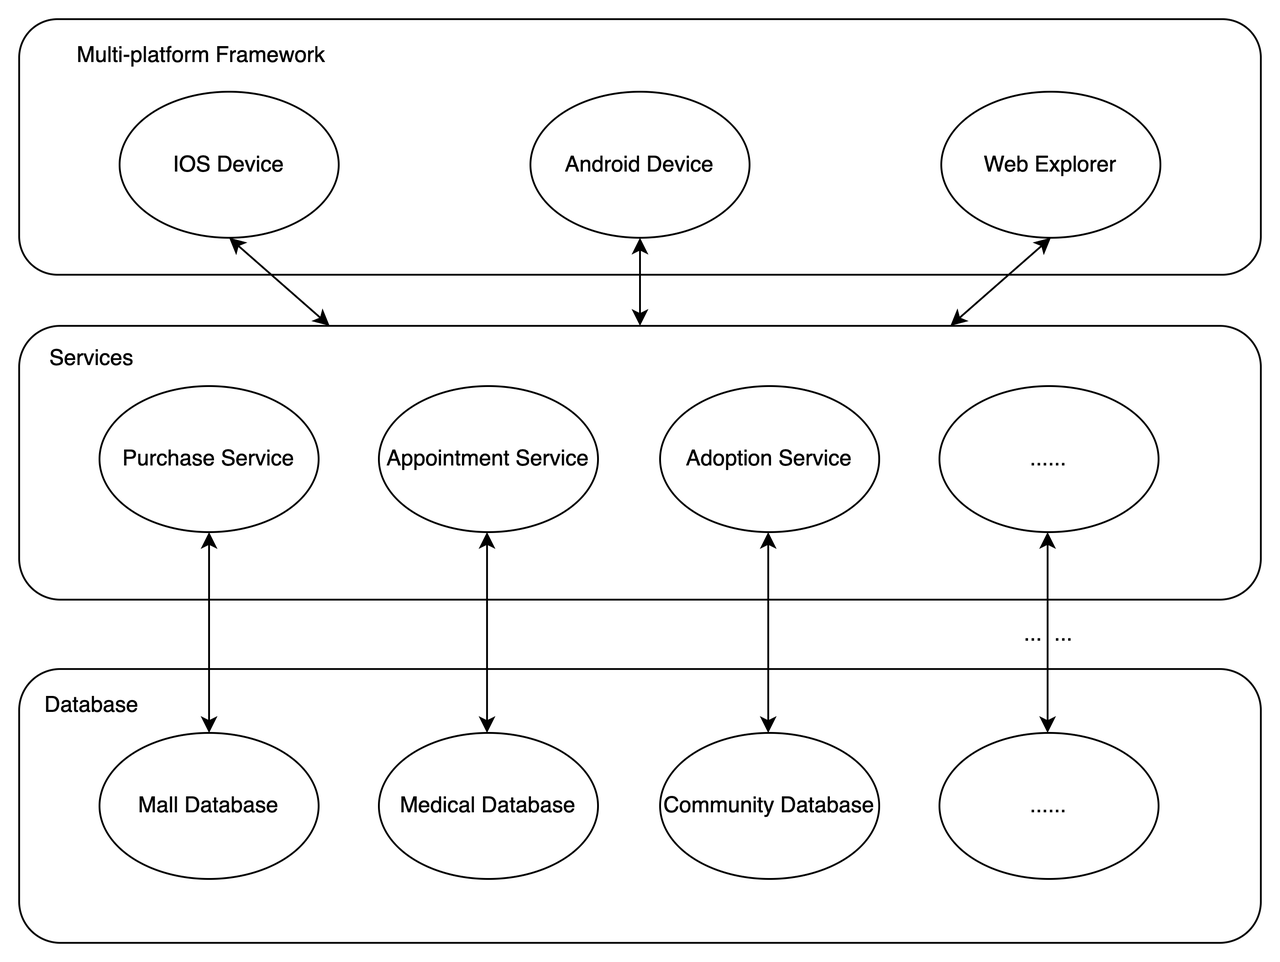 Multi-platform Framework
IOS Device
Android Device
Web Explorer
Services
Purchase Service
Appointment Service
Adoption Service
......
... ...
Database
Mall Database
Medical Database
Community Database
......